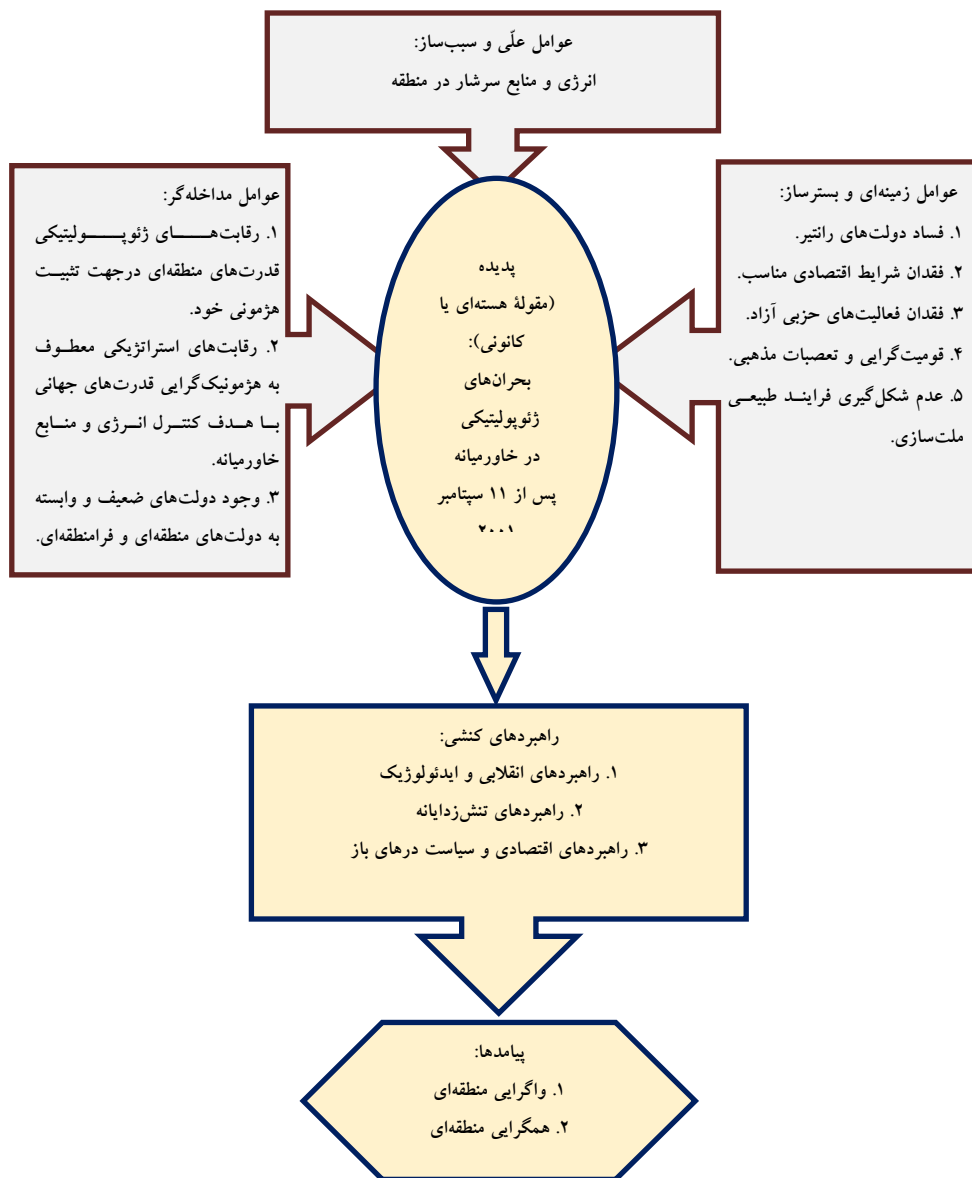 عوامل علّی و سبب‌ساز:
انرژی و منابع سرشار در منطقه
عوامل زمینه‌ای و بسترساز:
۱. فساد دولت‌های رانتیر.
۲. فقدان شرایط اقتصادی مناسب.
۳. فقدان فعالیت‌های حزبی آزاد.
۴. قومیت‌گرایی و تعصبات مذهبی.
۵. عدم شکل‌گیری فرایند طبیعی
ملت‌سازی.
پدیده
(مقولهٔ هسته‌ای یا
کانونی):
بحران‌های
ژئوپولیتیکی
در خاورمیانه
پس از ۱۱ سپتامبر
۲۰۰۱
عوامل مداخله‌گر:
۱. رقابت‌های ژئوپولیتیکی
قدرت‌های منطقه‌ای درجهت تثبیت
هژمونی خود.
۲. رقابت‌های استراتژیکی معطوف
به هژمونیک‌گرایی قدرت‌های جهانی
با هدف کنترل انرژی و منابع
خاورمیانه.
۳. وجود دولت‌های ضعیف و وابسته
به دولت‌های منطقه‌ای و فرامنطقه‌ای.
راهبردهای کنشی:
۱. راهبردهای انقلابی و ایدئولوژیک
۲. راهبردهای تنش‌زدایانه
۳. راهبردهای اقتصادی و سیاست درهای باز
پیامدها:
۱. واگرایی منطقه‌ای
۲. همگرایی منطقه‌ای